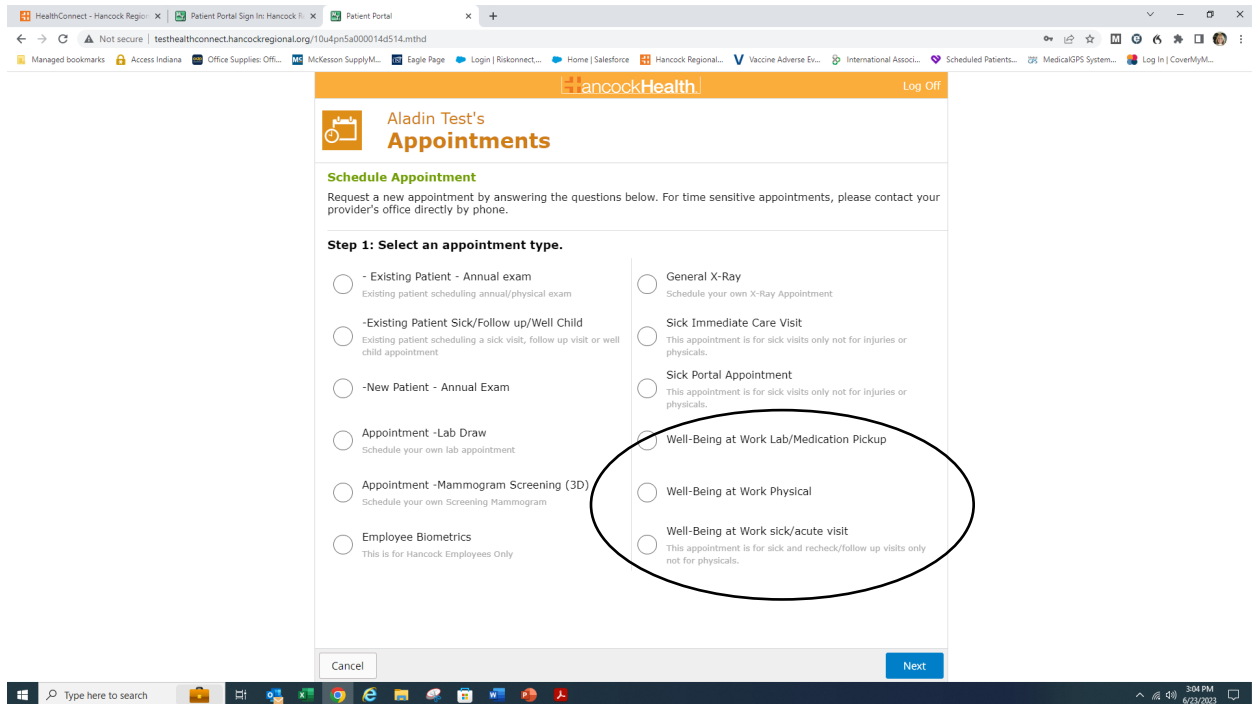 HealthConnect - Hancock Region
Patient Portal Sign In: Hancock R
Patient Portal
Not secure | testhealthconnect.hancockregional.org/10u4pn5a000014d514.mthd
Managed bookmarks
Access Indiana
Office Supplies: Offi...
McKesson SupplyM...
Eagle Page
Login | Riskonnect,...
Home | Salesforce
Hancock Regional...
Vaccine Adverse Ev...
International Associ...
Scheduled Patients...
MedicalGPS System...
Log In | CoverMyM...
HancockHealth.
Log Off
Aladin Test's
Appointments
Schedule Appointment
Request a new appointment by answering the questions below. For time sensitive appointments, please contact your
provider's office directly by phone.
Step 1: Select an appointment type.
- Existing Patient - Annual exam
Existing patient scheduling annual/physical exam
-Existing Patient Sick/Follow up/Well Child
Existing patient scheduling a sick visit, follow up visit or well
child appointment
-New Patient - Annual Exam
Appointment -Lab Draw
Schedule your own lab appointment
Appointment -Mammogram Screening (3D)
Schedule your own Screening Mammogram
Employee Biometrics
This is for Hancock Employees Only
General X-Ray
Schedule your own X-Ray Appointment
Sick Immediate Care Visit
This appointment is for sick visits only not for injuries or
physicals.
Sick Portal Appointment
This appointment is for sick visits only not for injuries or
physicals.
Well-Being at Work Lab/Medication Pickup
Well-Being at Work Physical
Well-Being at Work sick/acute visit
This appointment is for sick and recheck/follow up visits only
not for physicals.
Cancel
Next
Type here to search
3:04 PM
6/23/2023